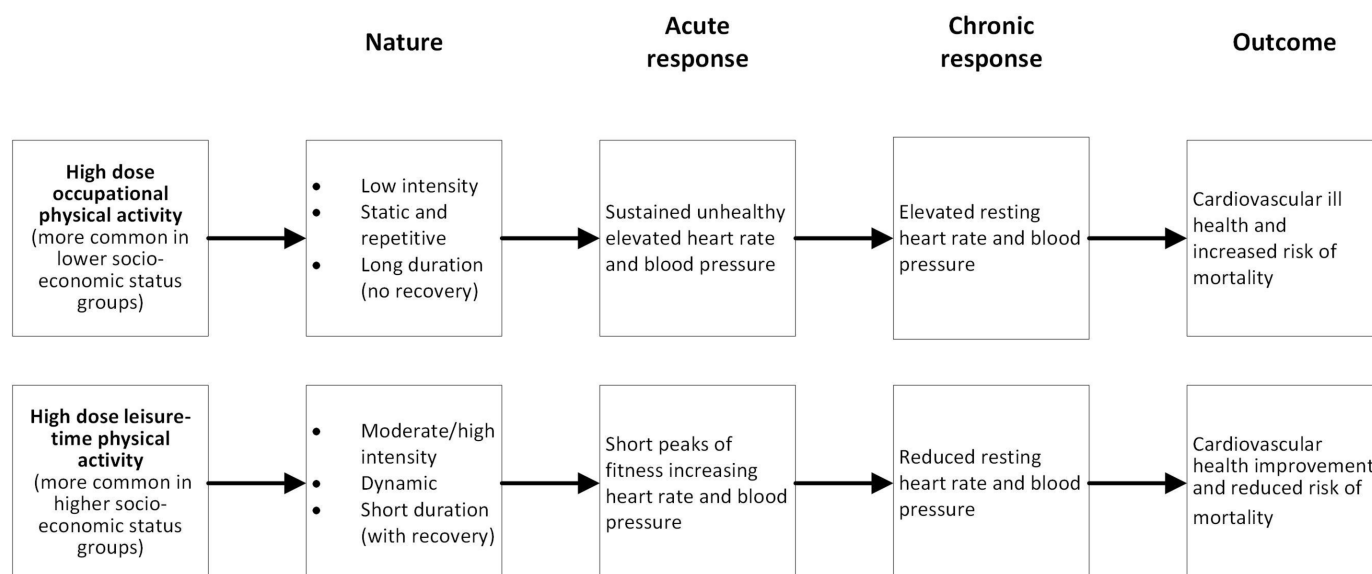 Nature
Acute
response
Chronic
response
Outcome
High dose
occupational
physical activity
(more common in
lower socio-
economic status
groups)
• Low intensity
• Static and
repetitive
• Long duration
(no recovery)
Sustained unhealthy
elevated heart rate
and blood pressure
Elevated resting
heart rate and blood
pressure
Cardiovascular ill
health and
increased risk of
mortality
High dose leisure-
time physical
activity
(more common in
higher socio-
economic status
groups)
• Moderate/high
intensity
• Dynamic
• Short duration
(with recovery)
Short peaks of
fitness increasing
heart rate and blood
pressure
Reduced resting
heart rate and blood
pressure
Cardiovascular
health improvement
and reduced risk of
mortality